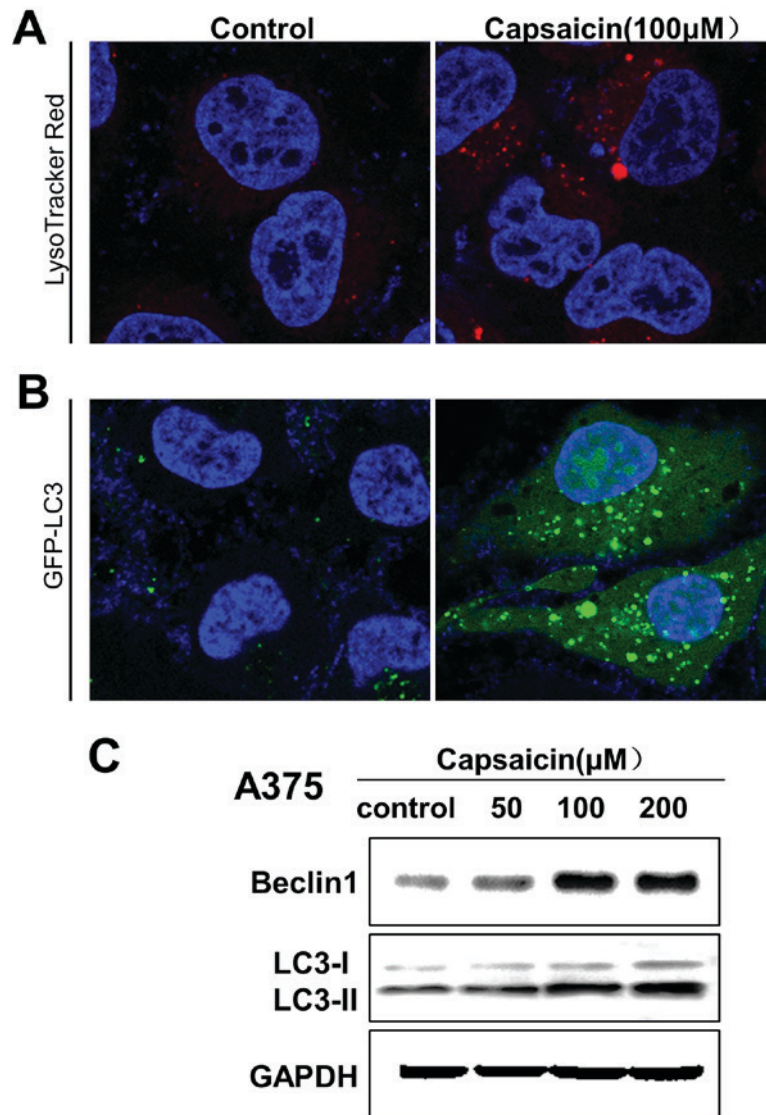 A
Control
Capsaicin(100μM)
LysoTracker Red
B
GFP-LC3
C
Capsaicin(μM)
A375
control 50 100 200
Beclin1
LC3-I
LC3-II
GAPDH